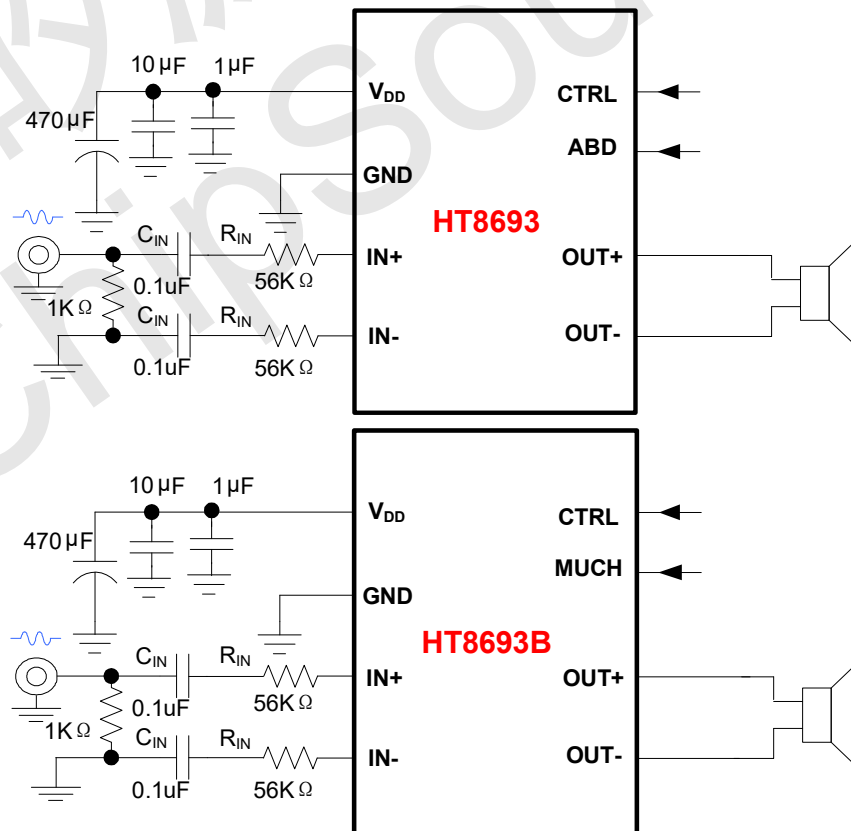 10μF 1μF
V_DD
CTRL
470μF
ABD
GND
HT8693
C_IN R_IN
IN+
OUT+
0.1uF
56KΩ
1KΩ
C_IN R_IN
IN-
OUT-
0.1uF
56KΩ
10μF 1μF
V_DD
CTRL
470μF
MUCH
GND
HT8693B
C_IN R_IN
IN+
OUT+
0.1uF
56KΩ
1KΩ
C_IN R_IN
IN-
OUT-
0.1uF
56KΩ